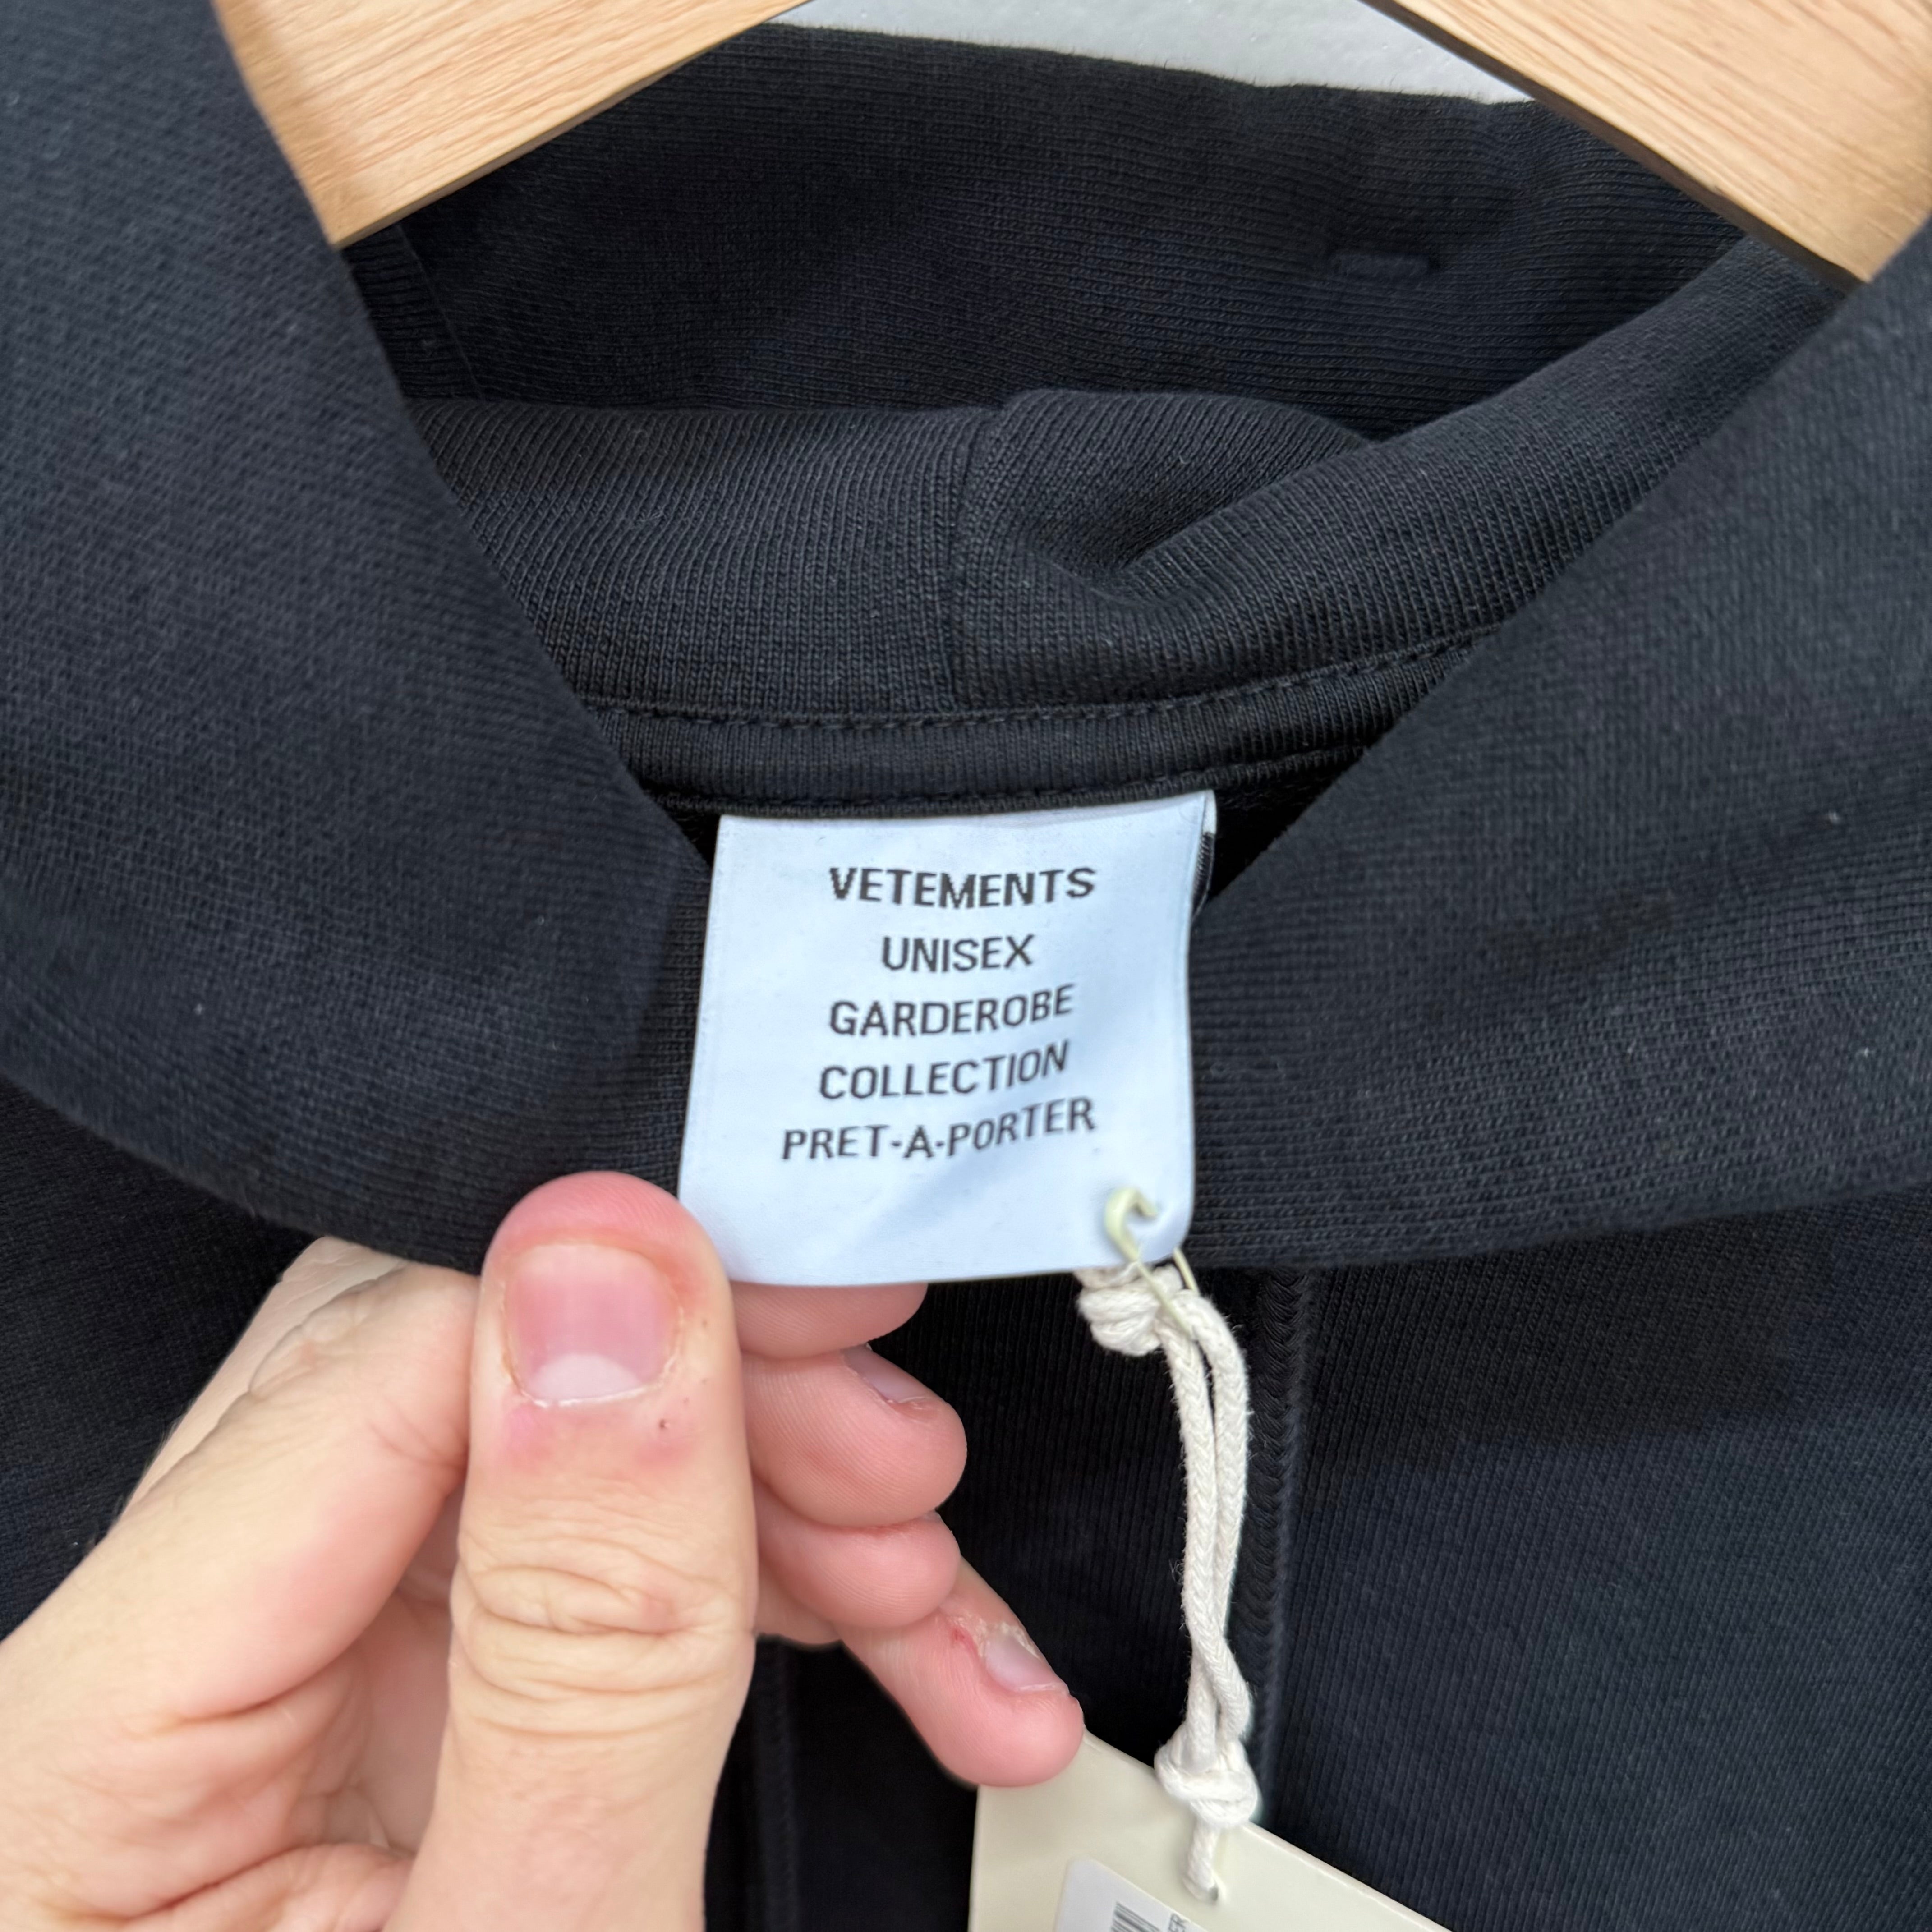 VETEMENTS
UNISEX
GARDEROBE
COLLECTION
PRET-A-PORTER